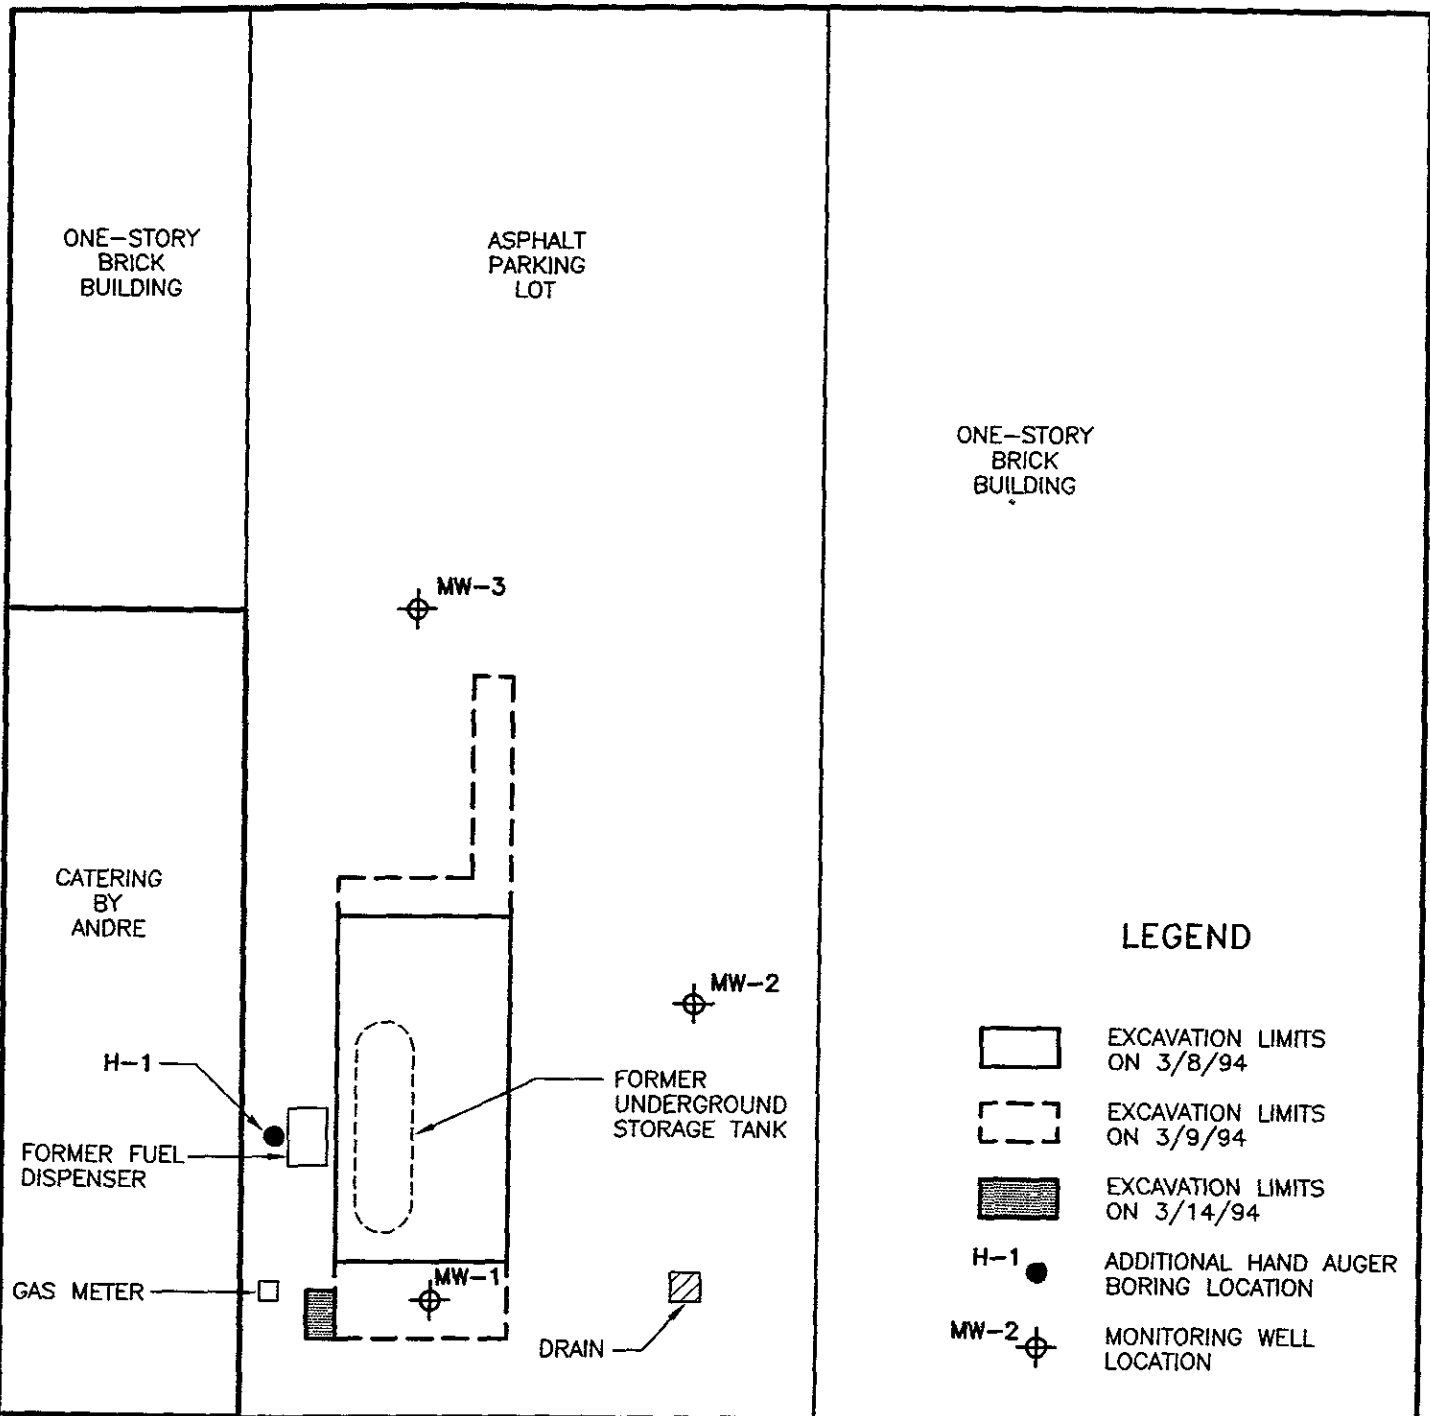 ONE-STORY
BRICK
BUILDING
ASPHALT
PARKING
LOT
ONE-STORY
BRICK
BUILDING
MW-3
CATERING
BY
ANDRE
MW-2
H-1
FORMER
UNDERGROUND
STORAGE TANK
FORMER FUEL
DISPENSER
GAS METER
MW-1
DRAIN
LEGEND
EXCAVATION LIMITS
ON 3/8/94
EXCAVATION LIMITS
ON 3/9/94
EXCAVATION LIMITS
ON 3/14/94
H-1
ADDITIONAL HAND AUGER
BORING LOCATION
MW-2
MONITORING WELL
LOCATION